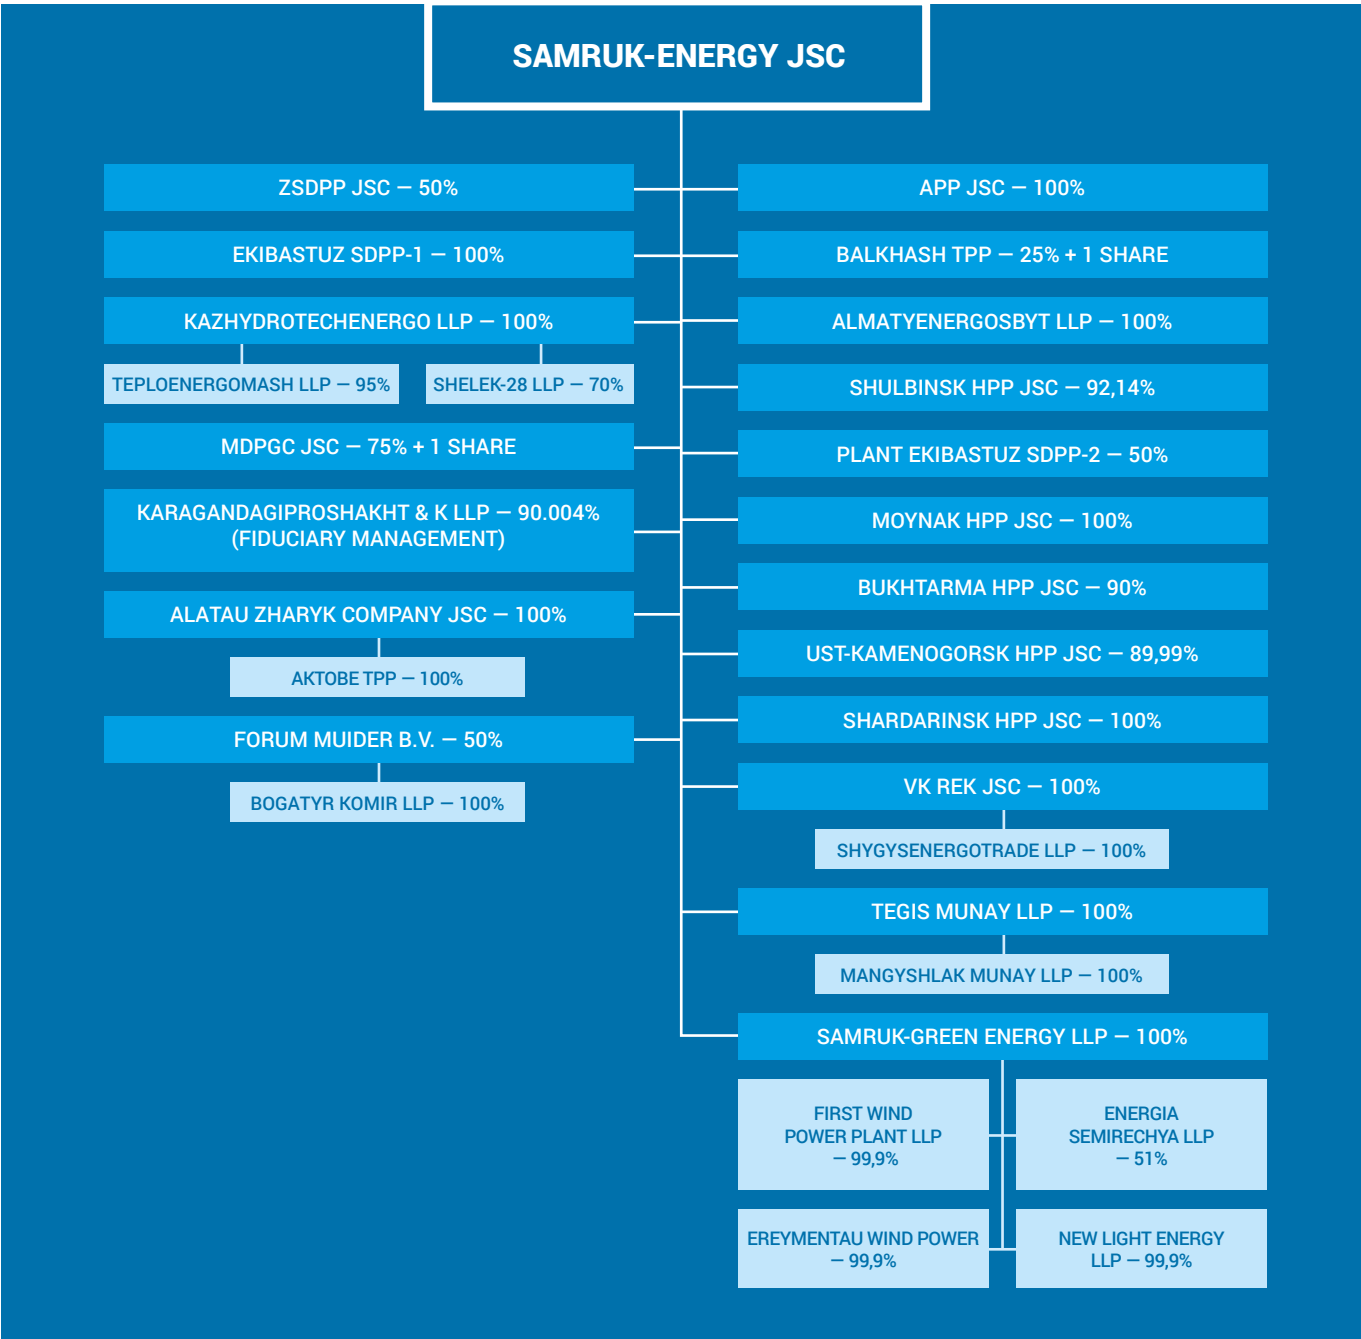 SAMRUK-ENERGY JSC
ZSDPP JSC — 50%
EKIBASTUZ SDPP-1 — 100%
KAZHYDROTECHENERGO LLP — 100%
TEPLOENERGOMASH LLP — 95%
SHELEK-28 LLP — 70%
MDPGC JSC — 75% + 1 SHARE
KARAGANDAGIPROSHAKHT & K LLP — 90.004%
(FIDUCIARY MANAGEMENT)
ALATAU ZHARYK COMPANY JSC — 100%
AKTOBE TPP — 100%
FORUM MUIDER B.V. — 50%
BOGATYR KOMIR LLP — 100%
APP JSC — 100%
BALKHASH TPP — 25% + 1 SHARE
ALMATYENERGOSBYT LLP — 100%
SHULBINSK HPP JSC — 92,14%
PLANT EKIBASTUZ SDPP-2 — 50%
MOYNAK HPP JSC — 100%
BUKHTARMA HPP JSC — 90%
UST-KAMENOGORSK HPP JSC — 89,99%
SHARDARINSK HPP JSC — 100%
VK REK JSC — 100%
SHYGYSENERGOTRADE LLP — 100%
TEGIS MUNAY LLP — 100%
MANGYSHLAK MUNAY LLP — 100%
SAMRUK-GREEN ENERGY LLP — 100%
FIRST WIND
POWER PLANT LLP
— 99,9%
ENERGIA
SEMIRECHYA LLP
— 51%
EREYMENTAU WIND POWER
— 99,9%
NEW LIGHT ENERGY
LLP — 99,9%